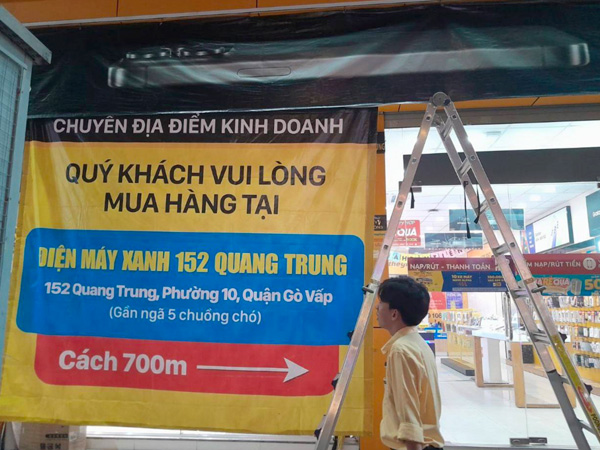 CHUYÊN ĐỊA ĐIỂM KINH DOANH
QUÝ KHÁCH VUI LÒNG
MUA HÀNG TẠI
ĐIỆN MÁY XANH 152 QUANG TRUNG
152 Quang Trung, Phường 10, Quận Gò Vấp
(Gần ngã 5 chuồng chó)
Cách 700m
QUA
NẠP/RÚT - THANH TOÁN
M NẠP/RÚT TIỀN